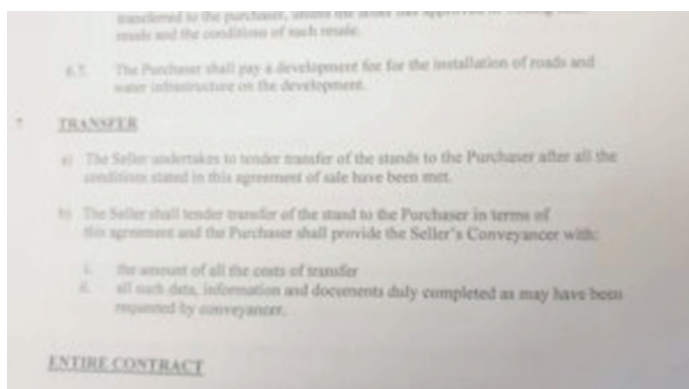 transferred to the purchaser, unless the seller has approved in writing such
resale and the conditions of such resale.
6.7. The Purchaser shall pay a development fee for the installation of roads and
water infrastructure on the development.
7 TRANSFER
a) The Seller undertakes to tender transfer of the stands to the Purchaser after all the
conditions stated in this agreement of sale have been met.
b) The Seller shall tender transfer of the stand to the Purchaser in terms of
this agreement and the Purchaser shall provide the Seller's Conveyancer with:
i. the amount of all the costs of transfer
ii. all such data, information and documents duly completed as may have been
requested by conveyancer.
ENTIRE CONTRACT